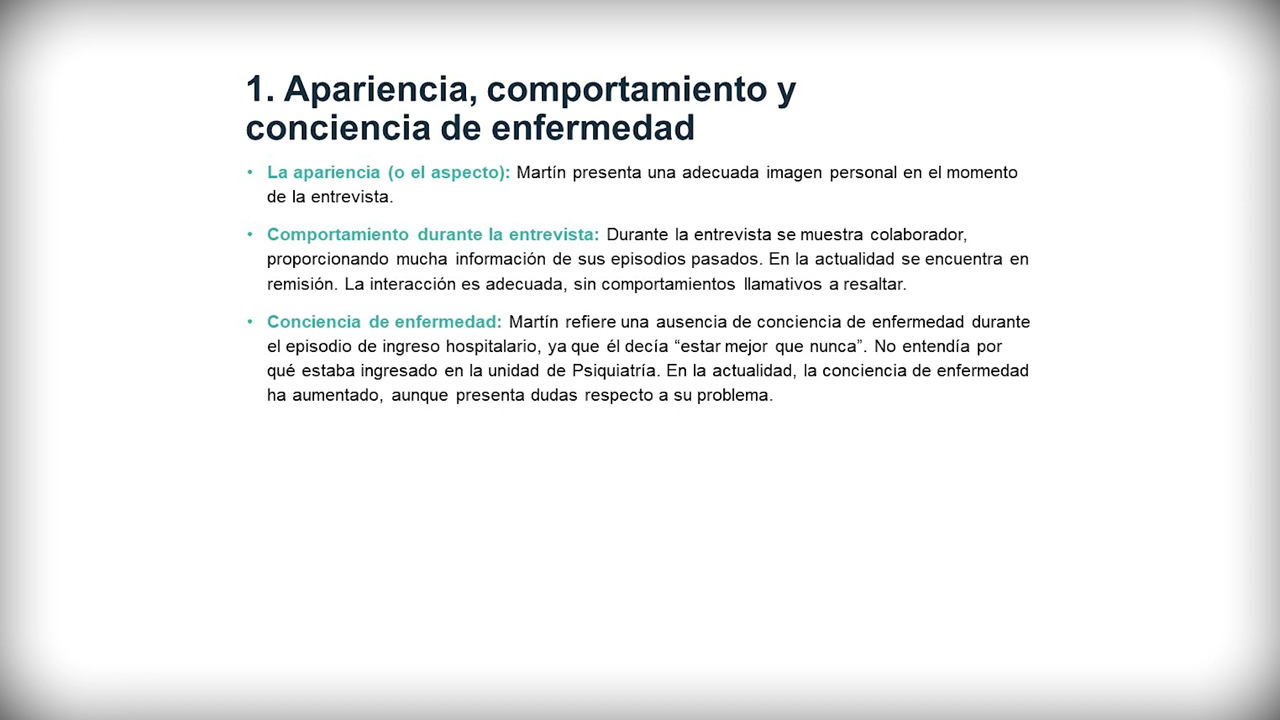 1. Apariencia, comportamiento y
conciencia de enfermedad
• La apariencia (o el aspecto): Martín presenta una adecuada imagen personal en el momento
de la entrevista.
• Comportamiento durante la entrevista: Durante la entrevista se muestra colaborador,
proporcionando mucha información de sus episodios pasados. En la actualidad se encuentra en
remisión. La interacción es adecuada, sin comportamientos llamativos a resaltar.
• Conciencia de enfermedad: Martín refiere una ausencia de conciencia de enfermedad durante
el episodio de ingreso hospitalario, ya que él decía “estar mejor que nunca”. No entendía por
qué estaba ingresado en la unidad de Psiquiatría. En la actualidad, la conciencia de enfermedad
ha aumentado, aunque presenta dudas respecto a su problema.